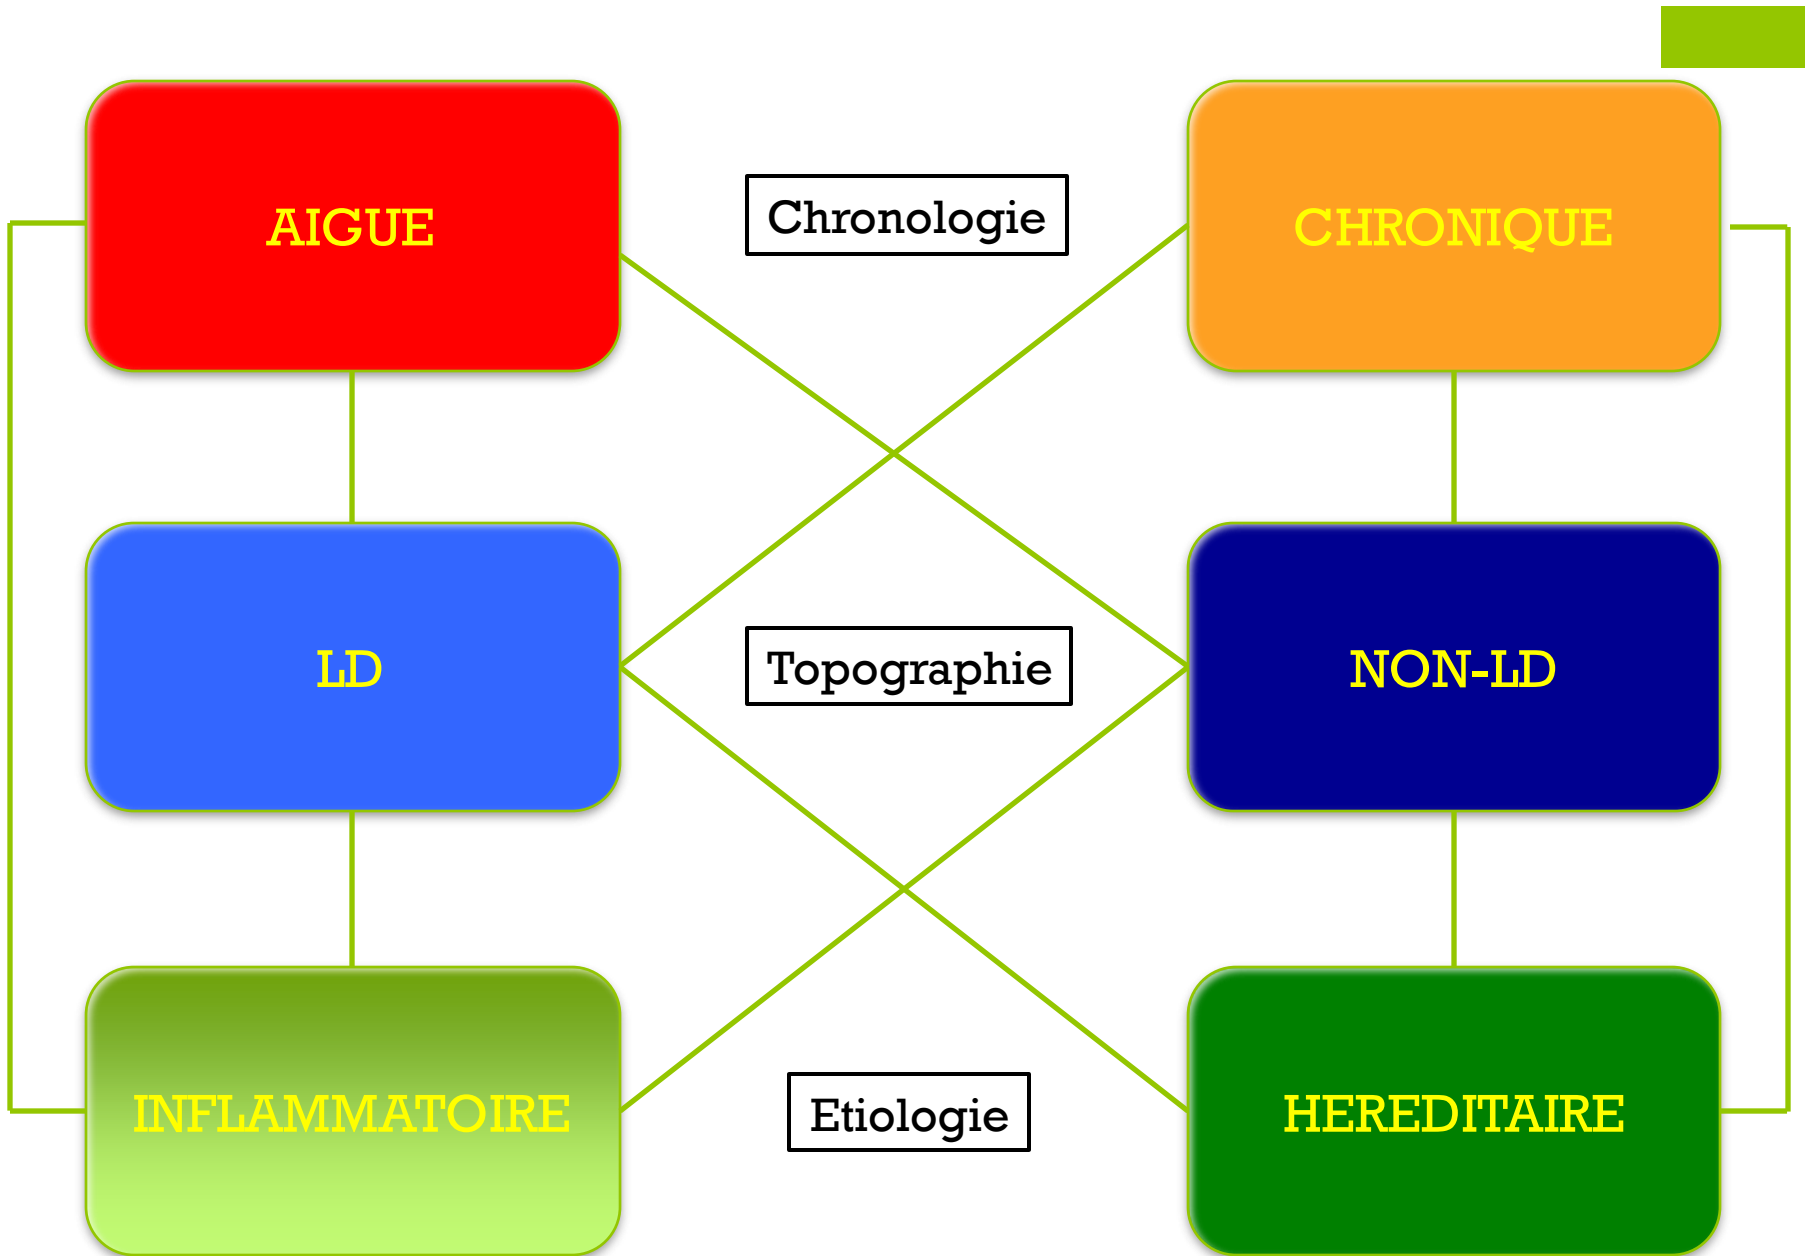 AIGUE
Chronologie
CHRONIQUE
LD
Topographie
NON-LD
INFLAMMATOIRE
Etiologie
HEREDITAIRE